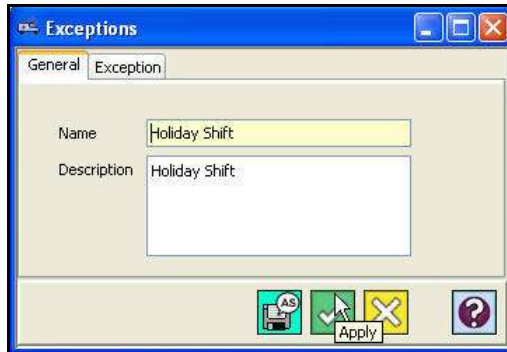 Exceptions
General Exception
Name Holiday Shift
Description Holiday Shift
AS
Apply
?